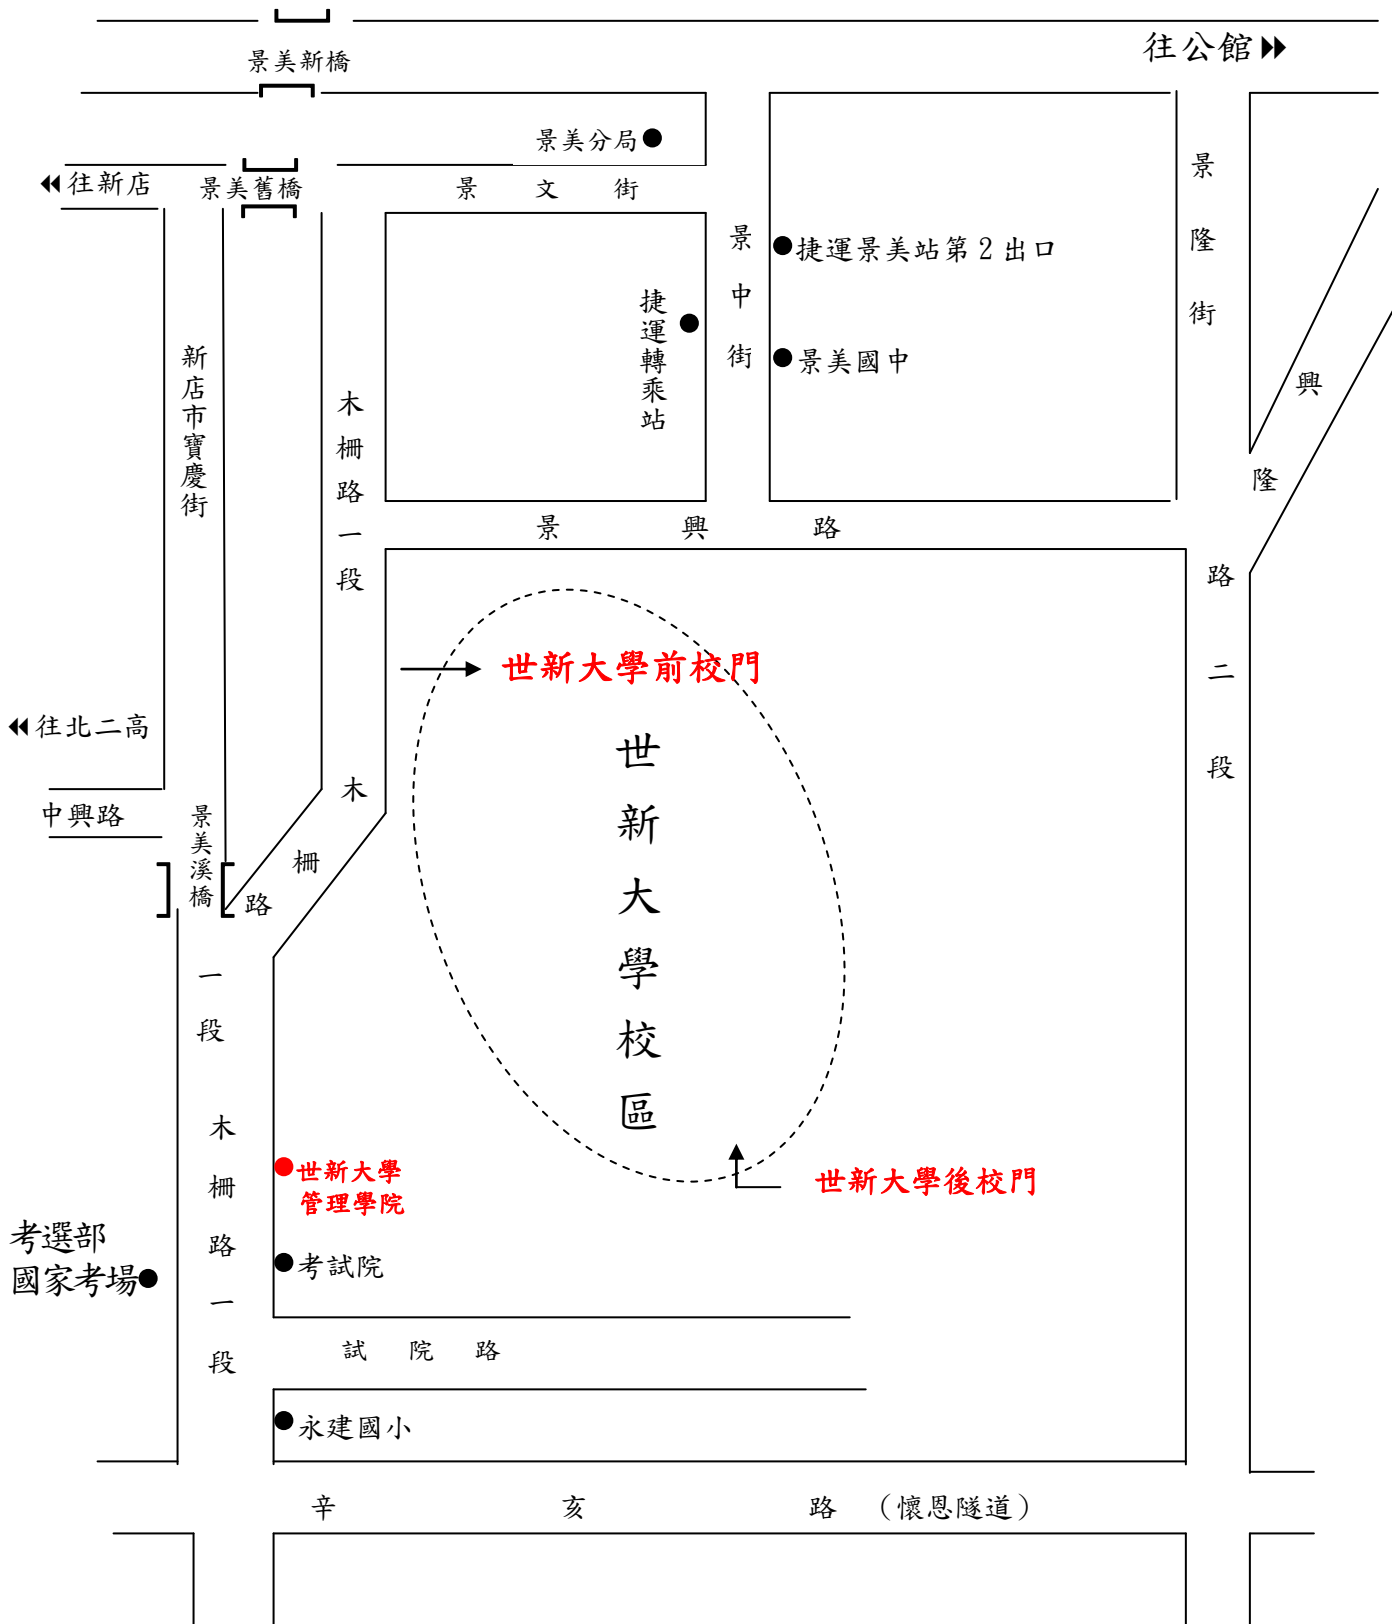 景美新橋
往公館
景美分局
往新店
景美舊橋
景文街
景中街
景隆街
捷運景美站第2出口
捷運轉乘站
景美國中
新店市寶慶街
木柵路一段
興隆路二段
景興路
世新大學前校門
世新大學校區
往北二高
中興路
景美溪橋
木柵路一段
木柵路一段
世新大學
管理學院
世新大學後校門
考選部
國家考場
考試院
試院路
永建國小
辛亥路（懷恩隧道）